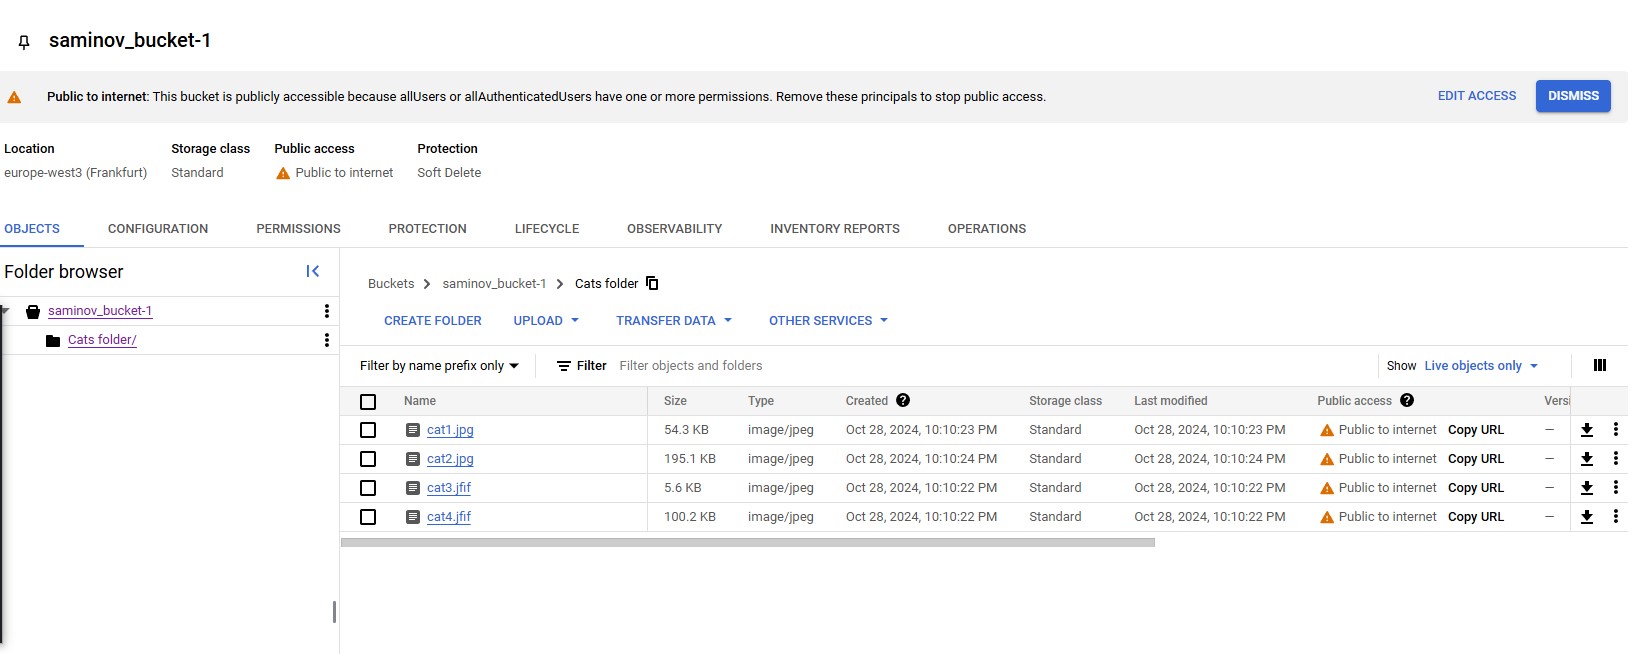 saminov_bucket-1
Public to internet: This bucket is publicly accessible because allUsers or allAuthenticatedUsers have one or more permissions. Remove these principals to stop public access. EDIT ACCESS DISMISS
Location Storage class Public access Protection
europe-west3 (Frankfurt) Standard Public to internet Soft Delete
OBJECTS CONFIGURATION PERMISSIONS PROTECTION LIFECYCLE OBSERVABILITY INVENTORY REPORTS OPERATIONS
Folder browser
saminov_bucket-1
Cats folder/
Buckets > saminov_bucket-1 > Cats folder
CREATE FOLDER UPLOAD TRANSFER DATA OTHER SERVICES
Filter by name prefix only Filter Filter objects and folders Show Live objects only
Name Size Type Created Storage class Last modified Public access Versi
cat1.jpg 54.3 KB image/jpeg Oct 28, 2024, 10:10:23 PM Standard Oct 28, 2024, 10:10:23 PM Public to internet Copy URL —
cat2.jpg 195.1 KB image/jpeg Oct 28, 2024, 10:10:24 PM Standard Oct 28, 2024, 10:10:24 PM Public to internet Copy URL —
cat3.jfif 5.6 KB image/jpeg Oct 28, 2024, 10:10:22 PM Standard Oct 28, 2024, 10:10:22 PM Public to internet Copy URL —
cat4.jfif 100.2 KB image/jpeg Oct 28, 2024, 10:10:22 PM Standard Oct 28, 2024, 10:10:22 PM Public to internet Copy URL —